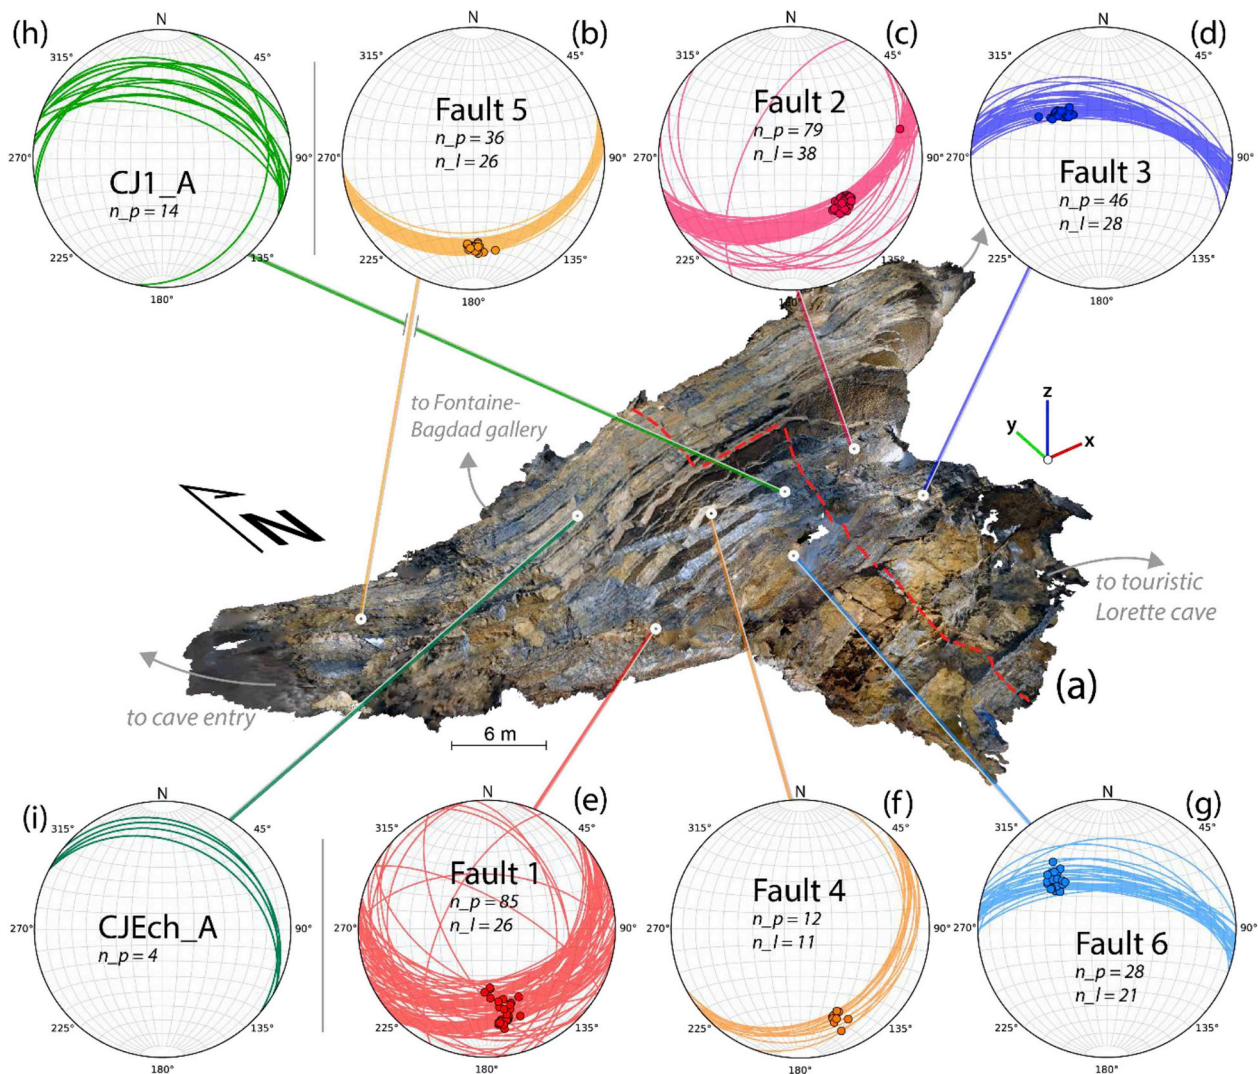 (h)
N
315°
45°
270°
90°
225°
135°
180°
CJ1_A
n_p = 14
(b)
N
Fault 5
n_p = 36
n_l = 26
270°
90°
225°
135°
180°
(c)
N
315°
45°
Fault 2
n_p = 79
n_l = 38
270°
90°
225°
135°
180°
(d)
N
315°
45°
270°
90°
Fault 3
n_p = 46
n_l = 28
225°
135°
180°
to Fontaine-
Bagdad gallery
z
y
x
N
to touristic
Lorette cave
(a)
to cave entry
6 m
(i)
N
315°
45°
270°
90°
CJEch_A
n_p = 4
225°
135°
180°
(e)
N
315°
45°
Fault 1
n_p = 85
n_l = 26
270°
90°
225°
135°
180°
(f)
N
315°
45°
Fault 4
n_p = 12
n_l = 11
270°
90°
225°
135°
180°
(g)
N
315°
45°
270°
90°
Fault 6
n_p = 28
n_l = 21
225°
135°
180°